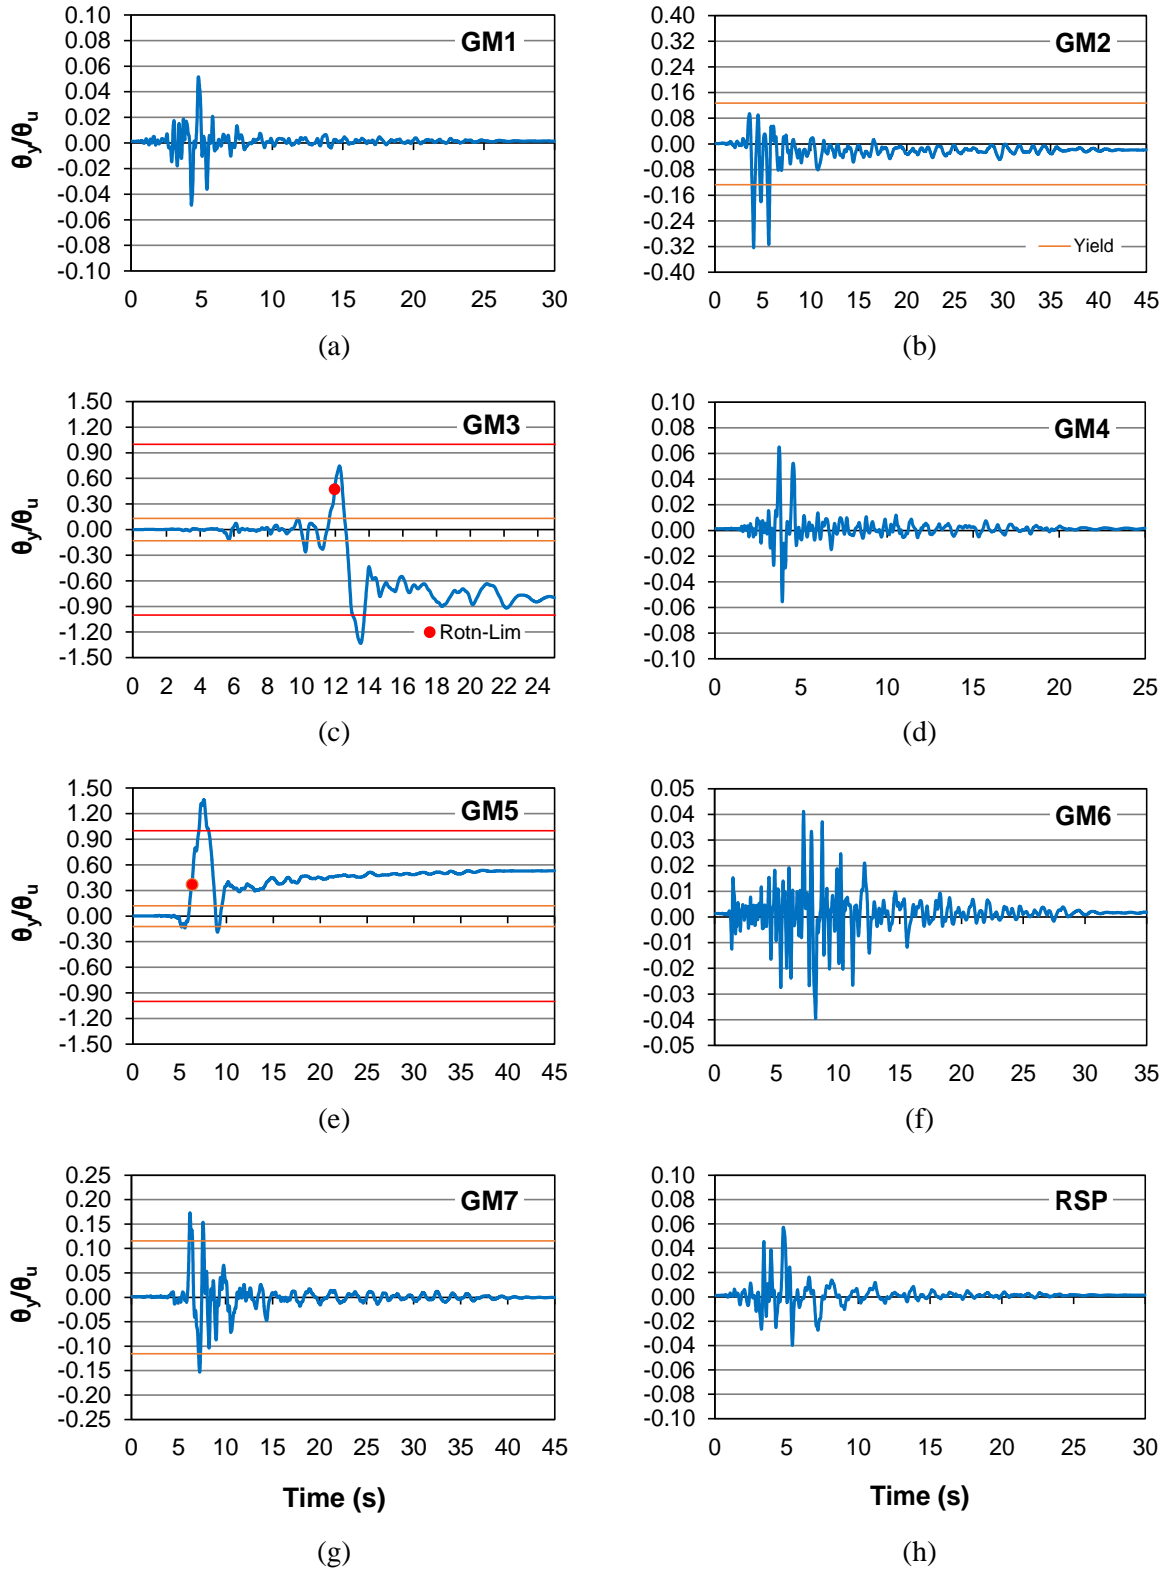 GM1
θy/θu
0.10
0.08
0.06
0.04
0.02
0.00
-0.02
-0.04
-0.06
-0.08
-0.10
0 5 10 15 20 25 30
(a)
GM2
0.40
0.32
0.24
0.16
0.08
0.00
-0.08
-0.16
-0.24
-0.32
-0.40
Yield
0 5 10 15 20 25 30 35 40 45
(b)
GM3
θy/θu
1.50
1.20
0.90
0.60
0.30
0.00
-0.30
-0.60
-0.90
-1.20
-1.50
Rotn-Lim
0 2 4 6 8 10 12 14 16 18 20 22 24
(c)
GM4
0.10
0.08
0.06
0.04
0.02
0.00
-0.02
-0.04
-0.06
-0.08
-0.10
0 5 10 15 20 25
(d)
GM5
θy/θu
1.50
1.20
0.90
0.60
0.30
0.00
-0.30
-0.60
-0.90
-1.20
-1.50
0 5 10 15 20 25 30 35 40 45
(e)
GM6
0.05
0.04
0.03
0.02
0.01
0.00
-0.01
-0.02
-0.03
-0.04
-0.05
0 5 10 15 20 25 30 35
(f)
GM7
θy/θu
0.25
0.20
0.15
0.10
0.05
0.00
-0.05
-0.10
-0.15
-0.20
-0.25
0 5 10 15 20 25 30 35 40 45
Time (s)
(g)
RSP
0.10
0.08
0.06
0.04
0.02
0.00
-0.02
-0.04
-0.06
-0.08
-0.10
0 5 10 15 20 25 30
Time (s)
(h)